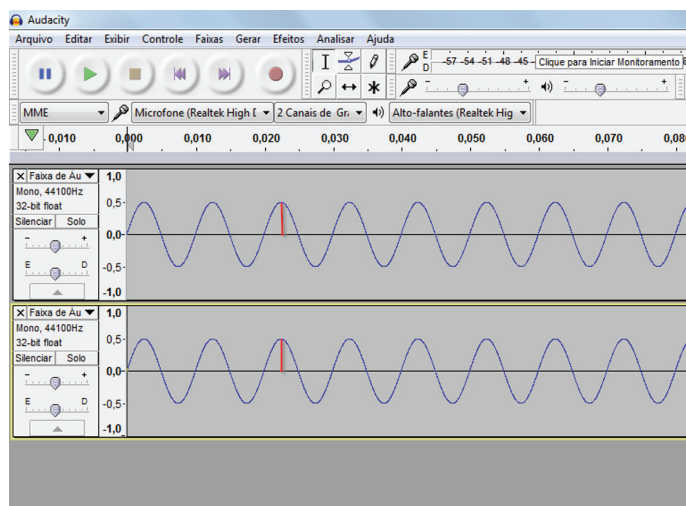 Audacity
Arquivo Editar Exibir Controle Faixas Gerar Efeitos Analisar Ajuda
E
D
-57 -54 -51 -48 -45 Clique para Iniciar Monitoramento
- + - +
MME Microfone (Realtek High 2 Canais de Alto-falantes (Realtek Hig
-0,010 0,000 0,010 0,020 0,030 0,040 0,050 0,060 0,070 0,08
X Faixa de Áu 1,0
Mono, 44100Hz
32-bit float 0,5-
Silenciar Solo
- + 0,0-
E D -0,5-
-1,0
X Faixa de Áu 1,0
Mono, 44100Hz
32-bit float 0,5-
Silenciar Solo
- + 0,0-
E D -0,5-
-1,0